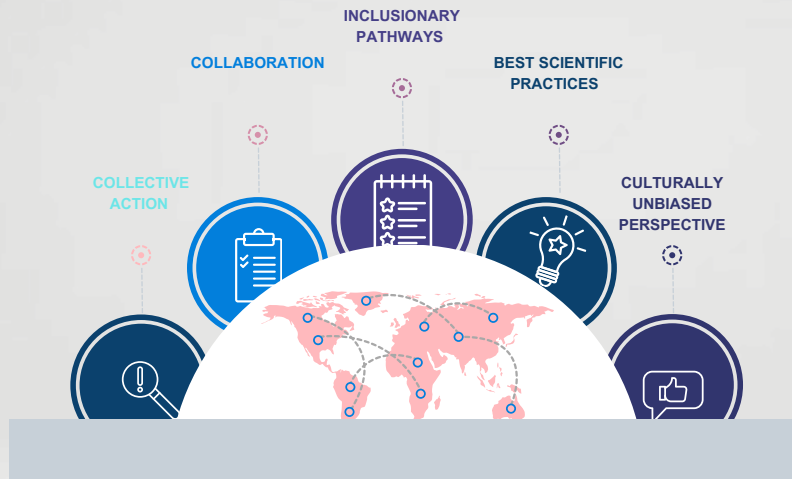 INCLUSIONARY
PATHWAYS
COLLABORATION
BEST SCIENTIFIC
PRACTICES
COLLECTIVE
ACTION
CULTURALLY
UNBIASED
PERSPECTIVE